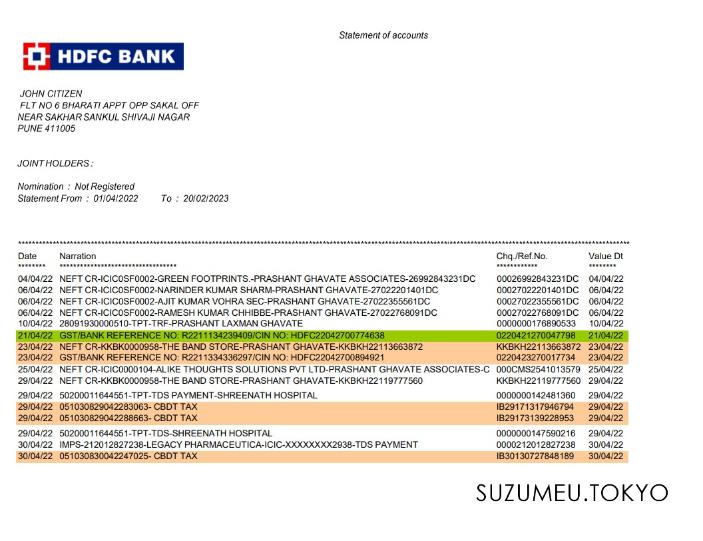 Statement of accounts
HDFC BANK
JOHN CITIZEN
FLT NO 6 BHARATI APPT OPP SAKAL OFF
NEAR SAKHAR SANKUL SHIVAJI NAGAR
PUNE 411005
JOINT HOLDERS :
Nomination : Not Registered
Statement From : 01/04/2022 To : 20/02/2023
Date Narration Chq./Ref.No. Value Dt
04/04/22 NEFT CR-ICIC0SF0002-GREEN FOOTPRINTS.-PRASHANT GHAVATE ASSOCIATES-26992843231DC 00026992843231DC 04/04/22
06/04/22 NEFT CR-ICIC0SF0002-NARINDER KUMAR SHARM-PRASHANT GHAVATE-27022201401DC 00027022201401DC 06/04/22
06/04/22 NEFT CR-ICIC0SF0002-AJIT KUMAR VOHRA SEC-PRASHANT GHAVATE-27022355561DC 00027022355561DC 06/04/22
06/04/22 NEFT CR-ICIC0SF0002-RAMESH KUMAR CHHIBBE-PRASHANT GHAVATE-27022768091DC 00027022768091DC 06/04/22
10/04/22 28091930000510-TPT-TRF-PRASHANT LAXMAN GHAVATE 0000000176890533 10/04/22
21/04/22 GST/BANK REFERENCE NO: R2211134239409/CIN NO: HDFC22042700774638 0220421270047798 21/04/22
23/04/22 NEFT CR-KKBK0000958-THE BAND STORE-PRASHANT GHAVATE-KKBKH22113663872 KKBKH22113663872 23/04/22
23/04/22 GST/BANK REFERENCE NO: R2211334336297/CIN NO: HDFC22042700894921 0220423270017734 23/04/22
25/04/22 NEFT CR-ICIC0000104-ALIKE THOUGHTS SOLUTIONS PVT LTD-PRASHANT GHAVATE ASSOCIATES-C 000CMS2541013579 25/04/22
29/04/22 NEFT CR-KKBK0000958-THE BAND STORE-PRASHANT GHAVATE-KKBKH22119777560 KKBKH22119777560 29/04/22
29/04/22 50200011644551-TPT-TDS PAYMENT-SHREENATH HOSPITAL 0000000142481360 29/04/22
29/04/22 051030829042283063- CBDT TAX IB29171317946794 29/04/22
29/04/22 051030829042288663- CBDT TAX IB29173139228953 29/04/22
29/04/22 50200011644551-TPT-TDS-SHREENATH HOSPITAL 0000000147590216 29/04/22
30/04/22 IMPS-212012827238-LEGACY PHARMACEUTICA-ICIC-XXXXXXXX2938-TDS PAYMENT 0000212012827238 30/04/22
30/04/22 051030830042247025- CBDT TAX IB30130727848189 30/04/22
SUZUMEU.TOKYO